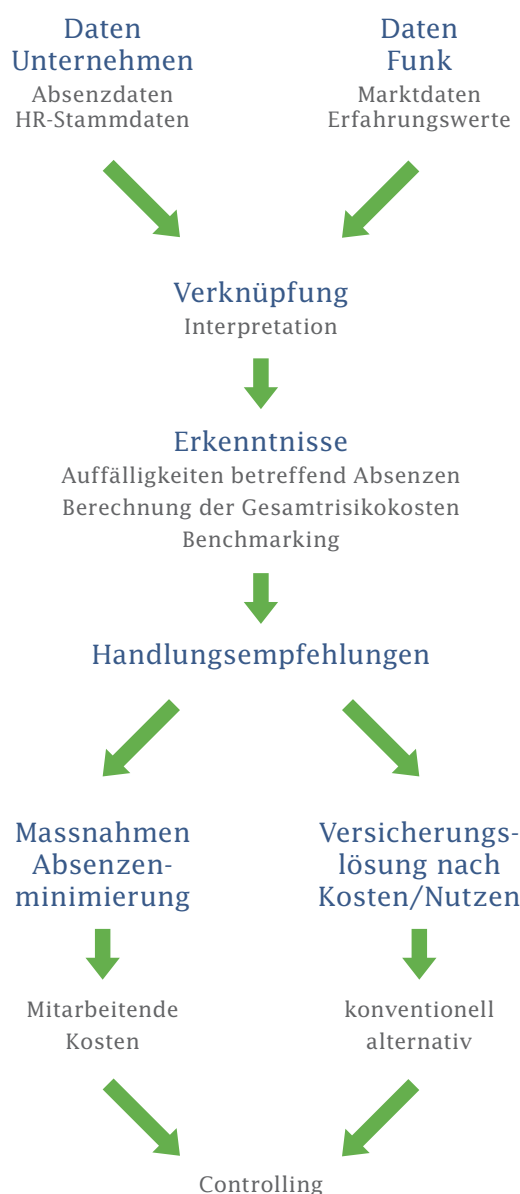 Daten
Unternehmen
Absenzdaten
HR-Stammdaten
Daten
Funk
Marktdaten
Erfahrungswerte
Verknüpfung
Interpretation
Erkenntnisse
Auffälligkeiten betreffend Absenzen
Berechnung der Gesamtrisikokosten
Benchmarking
Handlungsempfehlungen
Massnahmen
Absenzen-
minimierung
Versicherungs-
lösung nach
Kosten/Nutzen
Mitarbeitende
Kosten
konventionell
alternativ
Controlling